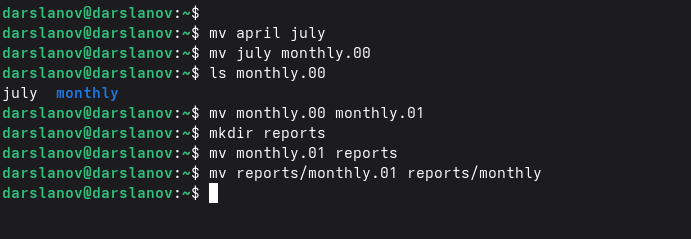 darslanov@darslanov:~$
darslanov@darslanov:~$ mv april july
darslanov@darslanov:~$ mv july monthly.00
darslanov@darslanov:~$ ls monthly.00
july  monthly
darslanov@darslanov:~$ mv monthly.00 monthly.01
darslanov@darslanov:~$ mkdir reports
darslanov@darslanov:~$ mv monthly.01 reports
darslanov@darslanov:~$ mv reports/monthly.01 reports/monthly
darslanov@darslanov:~$